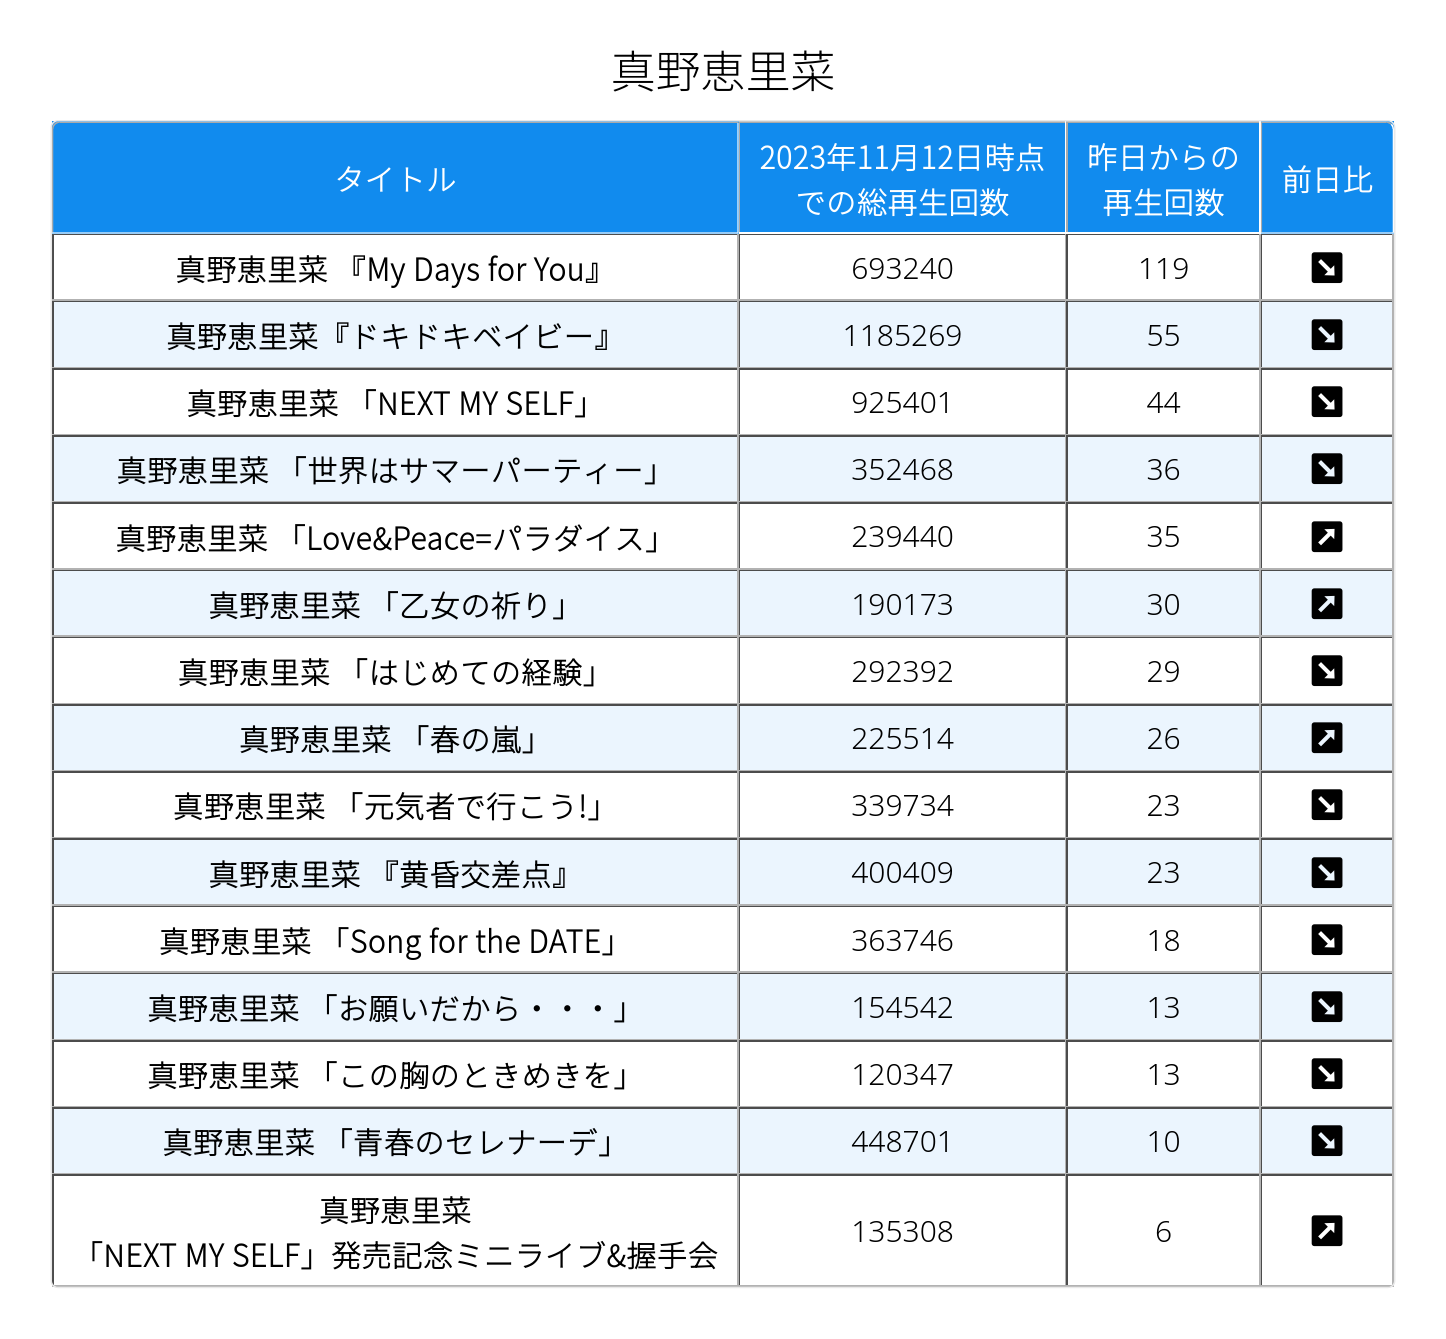 真野恵里菜
タイトル
2023年11月12日時点
での総再生回数
昨日からの
再生回数
前日比
真野恵里菜 『My Days for You』 693240 119 ↘
真野恵里菜『ドキドキベイビー』 1185269 55 ↘
真野恵里菜 「NEXT MY SELF」 925401 44 ↘
真野恵里菜 「世界はサマーパーティー」 352468 36 ↘
真野恵里菜 「Love&Peace=パラダイス」 239440 35 ↗
真野恵里菜 「乙女の祈り」 190173 30 ↗
真野恵里菜 「はじめての経験」 292392 29 ↘
真野恵里菜 「春の嵐」 225514 26 ↗
真野恵里菜 「元気者で行こう!」 339734 23 ↘
真野恵里菜 『黄昏交差点』 400409 23 ↘
真野恵里菜 「Song for the DATE」 363746 18 ↘
真野恵里菜 「お願いだから・・・」 154542 13 ↘
真野恵里菜 「この胸のときめきを」 120347 13 ↘
真野恵里菜 「青春のセレナーデ」 448701 10 ↘
真野恵里菜
「NEXT MY SELF」発売記念ミニライブ&握手会 135308 6 ↗